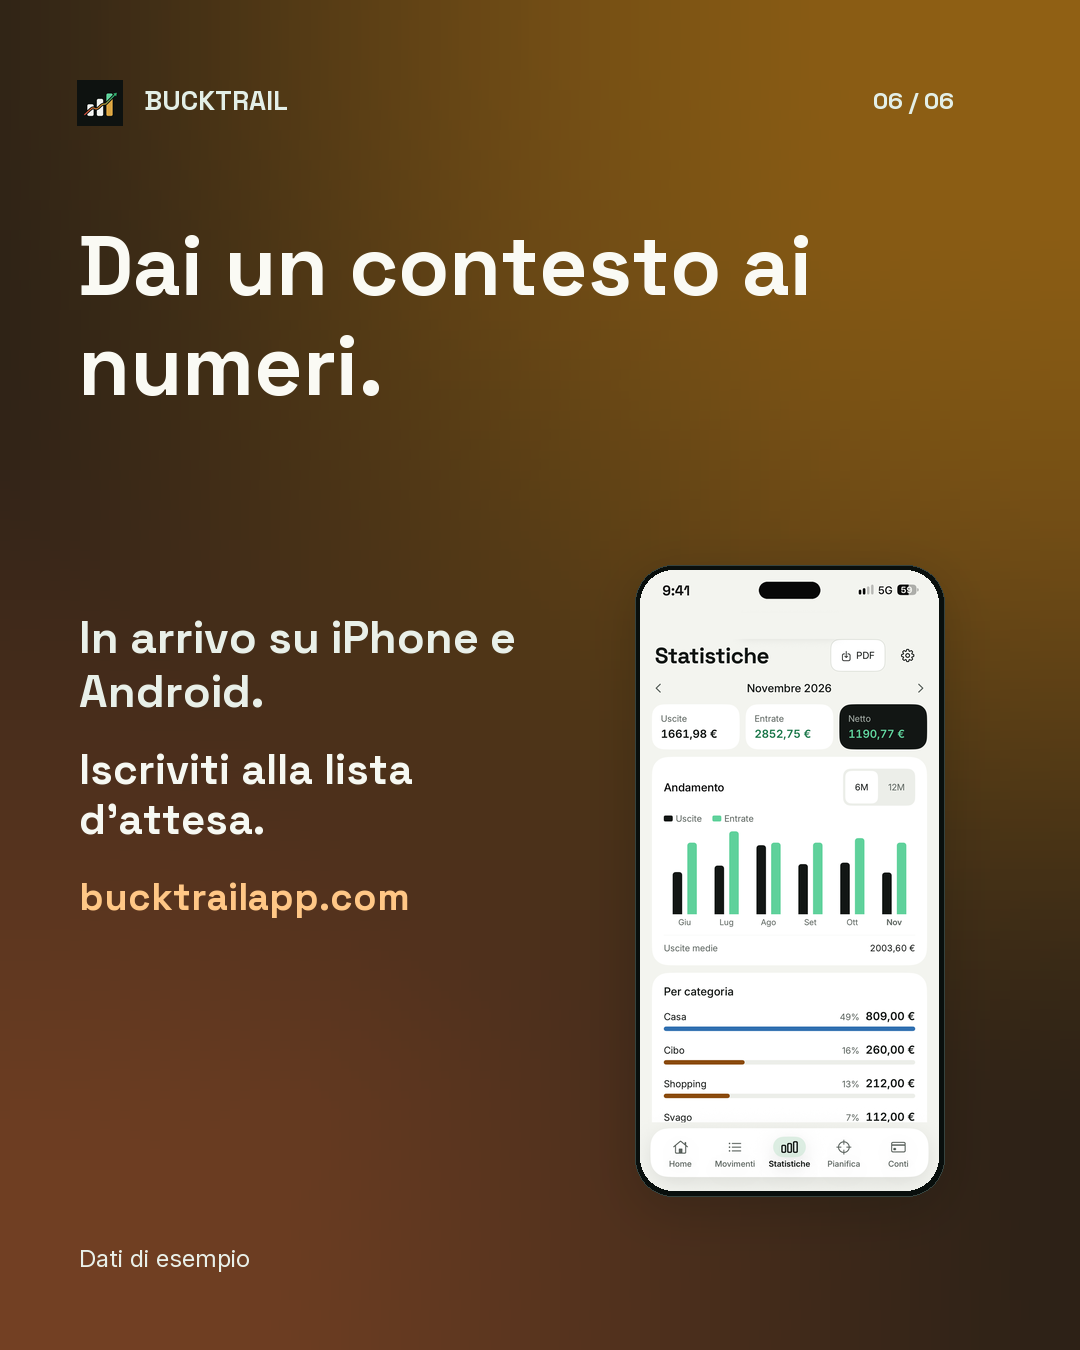 BUCKTRAIL
06 / 06
Dai un contesto ai
numeri.
In arrivo su iPhone e
Android.
Iscriviti alla lista
d’attesa.
bucktrailapp.com
9:41
5G
59
Statistiche
PDF
Novembre 2026
Uscite
1661,98 €
Entrate
2852,75 €
Netto
1190,77 €
Andamento
6M
12M
Uscite
Entrate
Giu
Lug
Ago
Set
Ott
Nov
Uscite medie
2003,60 €
Per categoria
Casa
49% 809,00 €
Cibo
16% 260,00 €
Shopping
13% 212,00 €
Svago
7% 112,00 €
Home
Movimenti
Statistiche
Pianifica
Conti
Dati di esempio